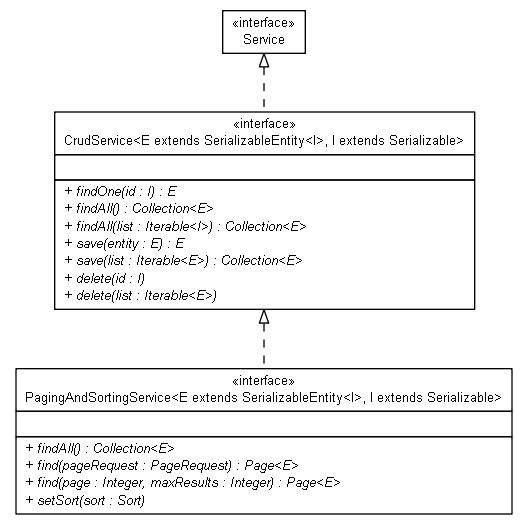 «interface»
Service
«interface»
CrudService<E extends SerializableEntity<I>, I extends Serializable>
+ findOne(id : I) : E
+ findAll() : Collection<E>
+ findAll(list : Iterable<I>) : Collection<E>
+ save(entity : E) : E
+ save(list : Iterable<E>) : Collection<E>
+ delete(id : I)
+ delete(list : Iterable<E>)
«interface»
PagingAndSortingService<E extends SerializableEntity<I>, I extends Serializable>
+ findAll() : Collection<E>
+ find(pageRequest : PageRequest) : Page<E>
+ find(page : Integer, maxResults : Integer) : Page<E>
+ setSort(sort : Sort)